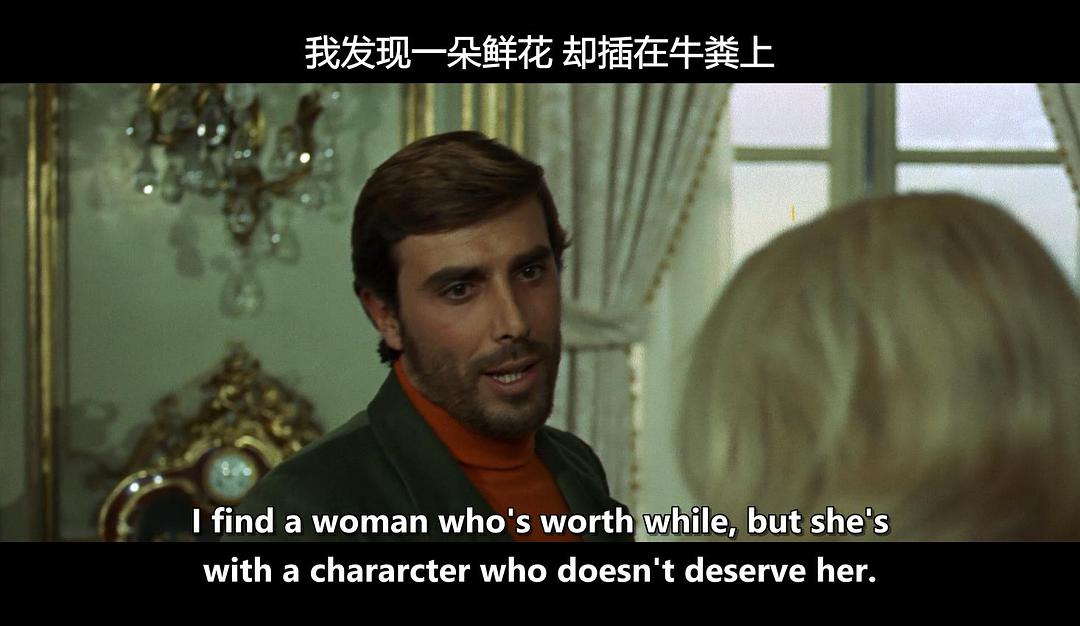 我发现一朵鲜花 却插在牛粪上
I find a woman who's worth while, but she's
with a chararcter who doesn't deserve her.